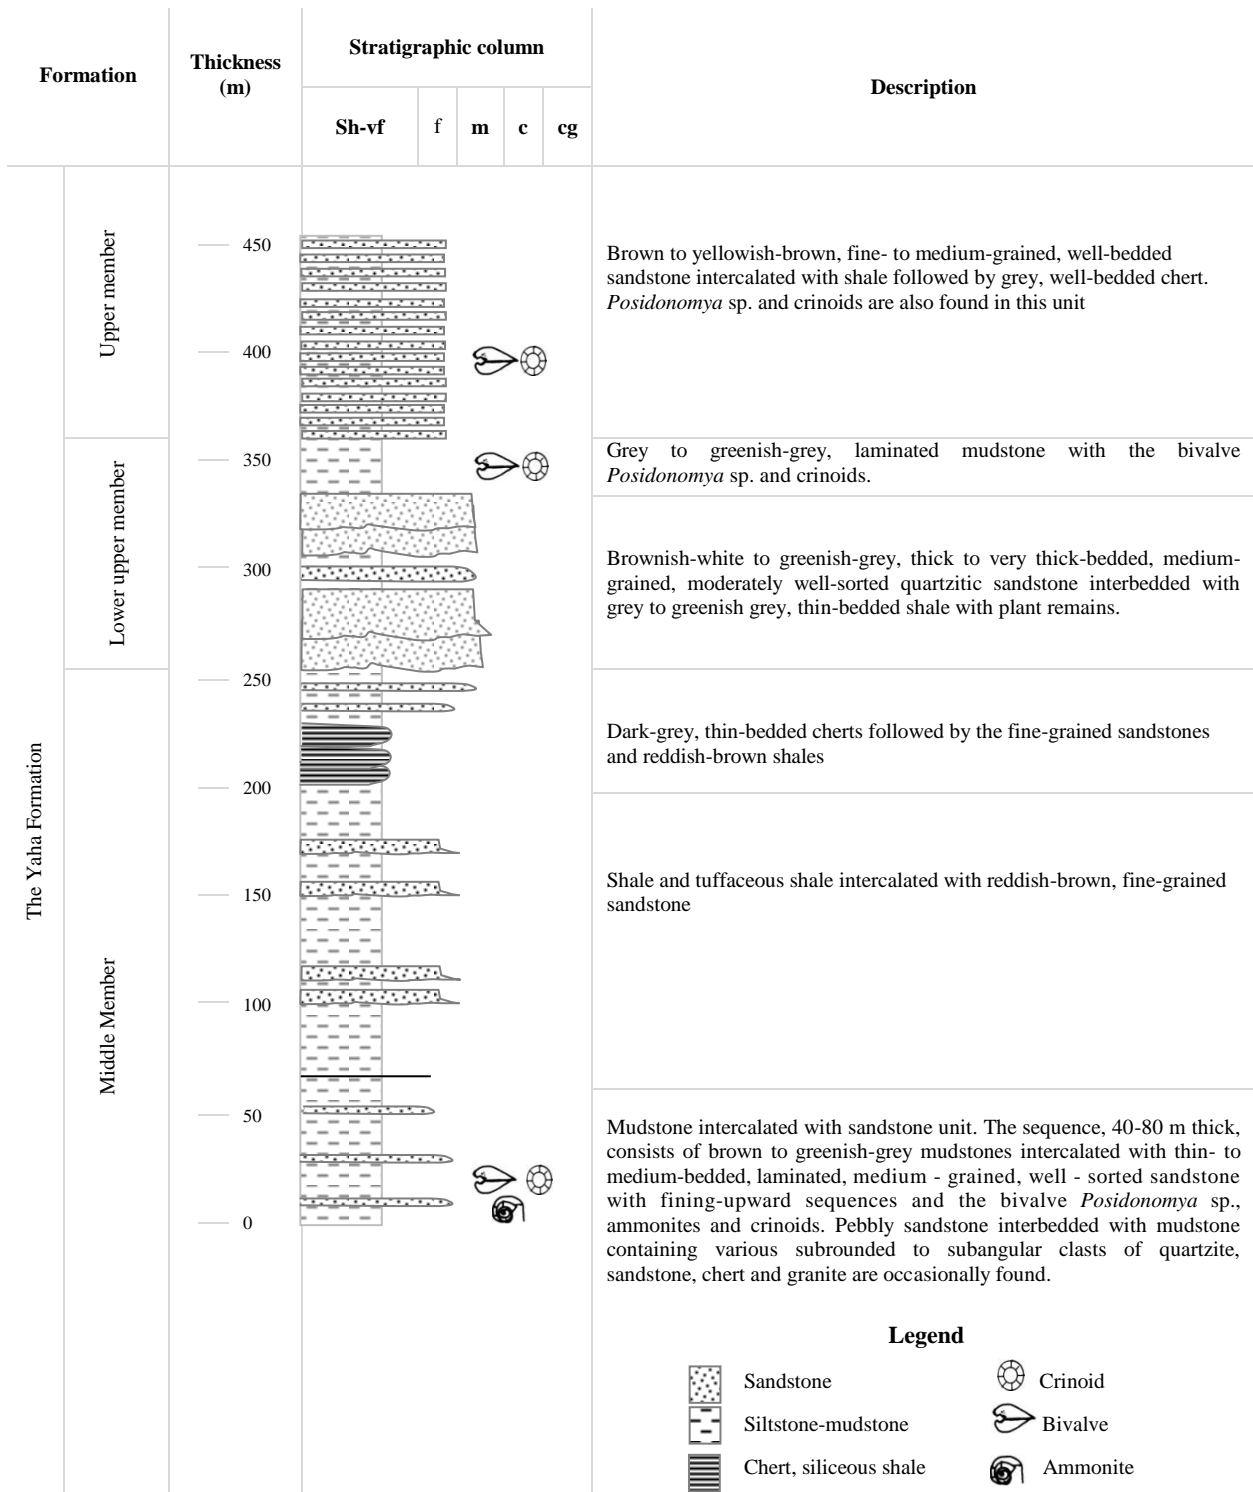 Formation
Thickness
(m)
Stratigraphic column
Description
Sh-vf f m c cg
The Yaha Formation
Upper member
Lower upper member
Middle Member
450
400
350
300
250
200
150
100
50
0
Brown to yellowish-brown, fine- to medium-grained, well-bedded
sandstone intercalated with shale followed by grey, well-bedded chert.
Posidonomya sp. and crinoids are also found in this unit
Grey to greenish-grey, laminated mudstone with the bivalve
Posidonomya sp. and crinoids.
Brownish-white to greenish-grey, thick to very thick-bedded, medium-
grained, moderately well-sorted quartzitic sandstone interbedded with
grey to greenish grey, thin-bedded shale with plant remains.
Dark-grey, thin-bedded cherts followed by the fine-grained sandstones
and reddish-brown shales
Shale and tuffaceous shale intercalated with reddish-brown, fine-grained
sandstone
Mudstone intercalated with sandstone unit. The sequence, 40-80 m thick,
consists of brown to greenish-grey mudstones intercalated with thin- to
medium-bedded, laminated, medium - grained, well - sorted sandstone
with fining-upward sequences and the bivalve Posidonomya sp.,
ammonites and crinoids. Pebbly sandstone interbedded with mudstone
containing various subrounded to subangular clasts of quartzite,
sandstone, chert and granite are occasionally found.
Legend
Sandstone
Crinoid
Siltstone-mudstone
Bivalve
Chert, siliceous shale
Ammonite